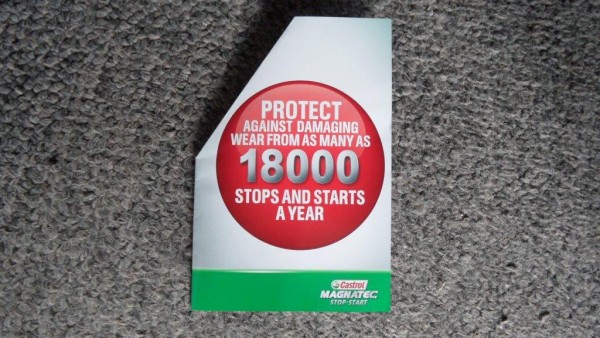 PROTECT
AGAINST DAMAGING
WEAR FROM AS MANY AS
18000
STOPS AND STARTS
A YEAR
Castrol
MAGNATEC
STOP-START